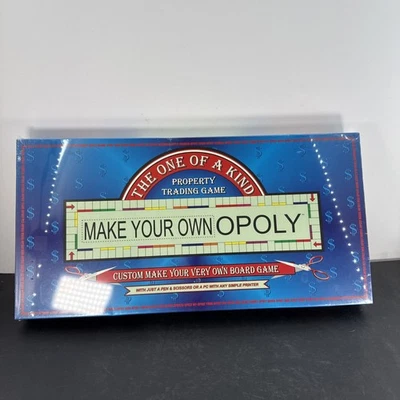 THE ONE OF A KIND
PROPERTY
TRADING GAME
MAKE YOUR OWN OPOLY
CUSTOM MAKE YOUR VERY OWN BOARD GAME
WITH JUST A PEN & SCISSORS OR A PC WITH ANY SIMPLE PRINTER